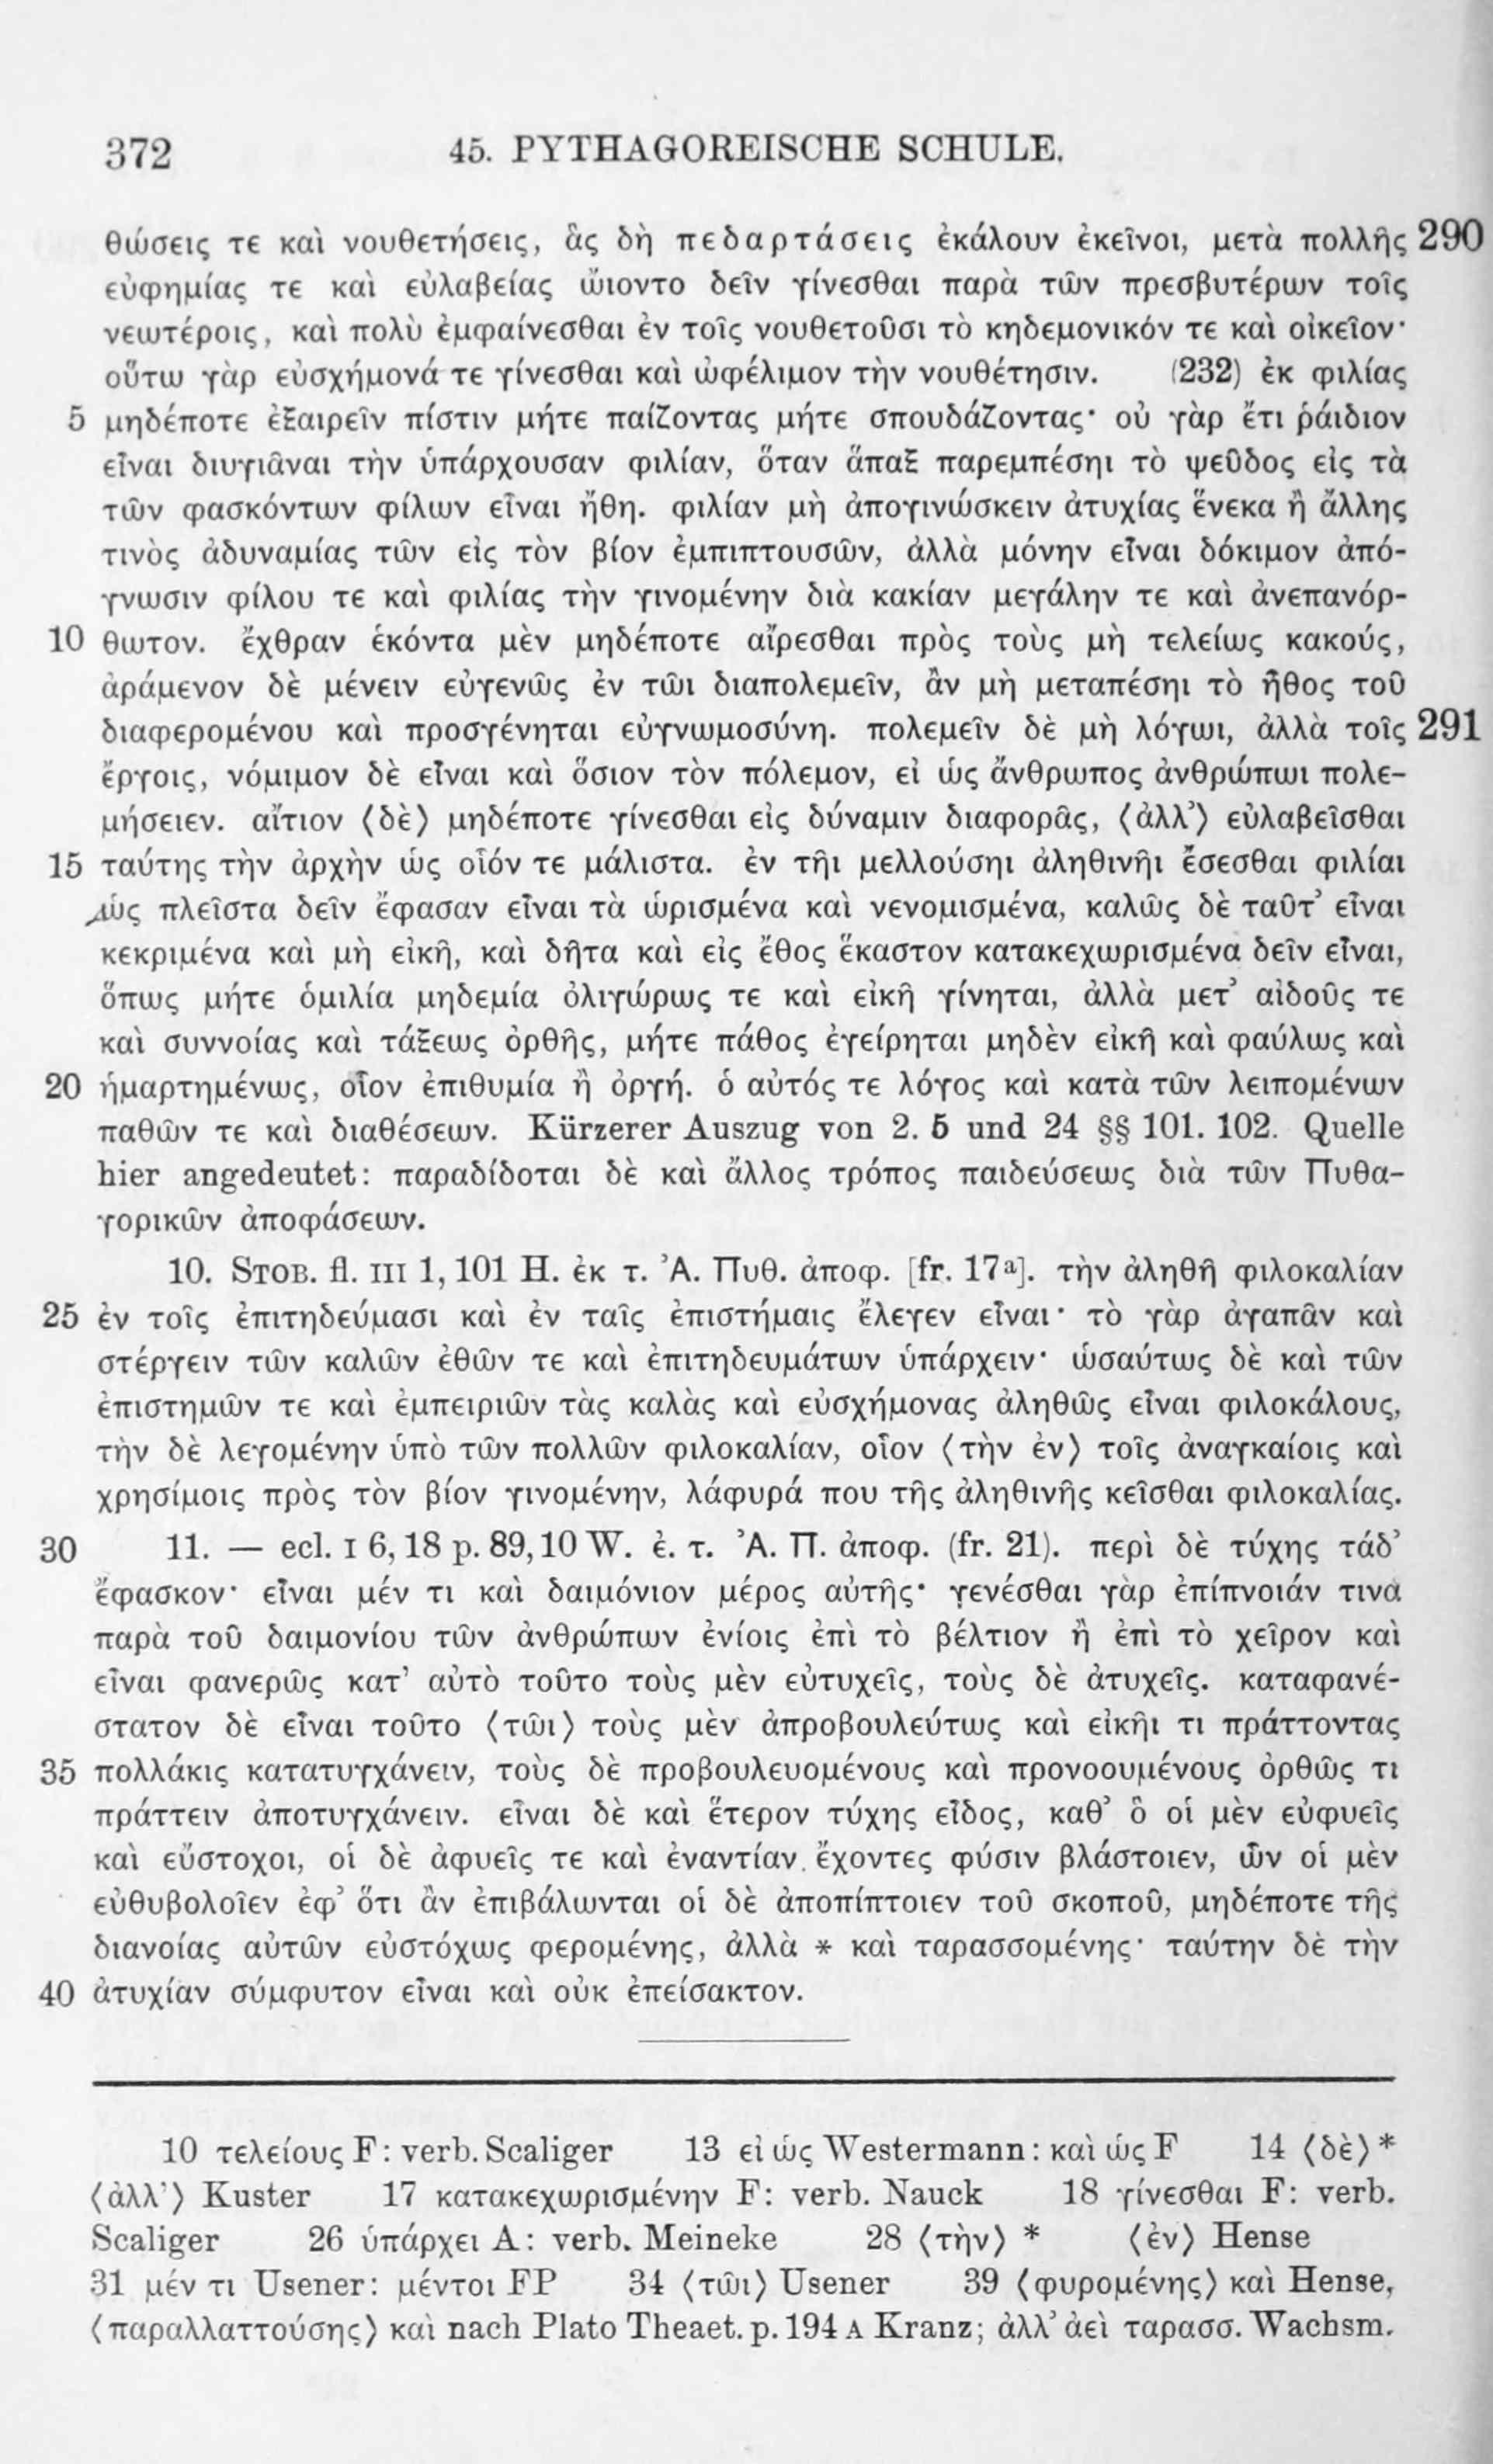 372 45. PYTHAGOREISCHE SCHULE.
θώσεις τε καὶ νουθετήσεις, ἃς δὴ πεδαρτάσεις ἐκάλουν ἐκεῖνοι, μετὰ πολλῆς 290
εὐφημίας τε καὶ εὐλαβείας ὤιοντο δεῖν γίνεσθαι παρὰ τῶν πρεσβυτέρων τοῖς
νεωτέροις, καὶ πολὺ ἐμφαίνεσθαι ἐν τοῖς νουθετοῦσι τὸ κηδεμονικόν τε καὶ οἰκεῖον·
οὕτω γὰρ εὐσχήμονά τε γίνεσθαι καὶ ὠφέλιμον τὴν νουθέτησιν. (232) ἐκ φιλίας
5 μηδέποτε ἐξαιρεῖν πίστιν μήτε παίζοντας μήτε σπουδάζοντας· οὐ γὰρ ἔτι ῥάιδιον
εἶναι διυγιᾶναι τὴν ὑπάρχουσαν φιλίαν, ὅταν ἅπαξ παρεμπέσηι τὸ ψεῦδος εἰς τὰ
τῶν φασκόντων φίλων εἶναι ἤθη. φιλίαν μὴ ἀπογινώσκειν ἀτυχίας ἕνεκα ἢ ἄλλης
τινὸς ἀδυναμίας τῶν εἰς τὸν βίον ἐμπιπτουσῶν, ἀλλὰ μόνην εἶναι δόκιμον ἀπό-
γνωσιν φίλου τε καὶ φιλίας τὴν γινομένην διὰ κακίαν μεγάλην τε καὶ ἀνεπανόρ-
10 θωτον. ἔχθραν ἑκόντα μὲν μηδέποτε αἴρεσθαι πρὸς τοὺς μὴ τελείως κακούς,
ἀράμενον δὲ μένειν εὐγενῶς ἐν τῶι διαπολεμεῖν, ἂν μὴ μεταπέσηι τὸ ἦθος τοῦ
διαφερομένου καὶ προσγένηται εὐγνωμοσύνη. πολεμεῖν δὲ μὴ λόγωι, ἀλλὰ τοῖς 291
ἔργοις, νόμιμον δὲ εἶναι καὶ ὅσιον τὸν πόλεμον, εἰ ὡς ἄνθρωπος ἀνθρώπωι πολε-
μήσειεν. αἴτιον ⟨δὲ⟩ μηδέποτε γίνεσθαι εἰς δύναμιν διαφορᾶς, ⟨ἀλλ’⟩ εὐλαβεῖσθαι
15 ταύτης τὴν ἀρχὴν ὡς οἷόν τε μάλιστα. ἐν τῆι μελλούσηι ἀληθινῆι ἔσεσθαι φιλίαι
ὡς πλεῖστα δεῖν ἔφασαν εἶναι τὰ ὡρισμένα καὶ νενομισμένα, καλῶς δὲ ταῦτ’ εἶναι
κεκριμένα καὶ μὴ εἰκῆ, καὶ δῆτα καὶ εἰς ἔθος ἕκαστον κατακεχωρισμένα δεῖν εἶναι,
ὅπως μήτε ὁμιλία μηδεμία ὀλιγώρως τε καὶ εἰκῆ γίνηται, ἀλλὰ μετ’ αἰδοῦς τε
καὶ συννοίας καὶ τάξεως ὀρθῆς, μήτε πάθος ἐγείρηται μηδὲν εἰκῆ καὶ φαύλως καὶ
20 ἡμαρτημένως, οἷον ἐπιθυμία ἢ ὀργή. ὁ αὐτός τε λόγος καὶ κατὰ τῶν λειπομένων
παθῶν τε καὶ διαθέσεων. Kürzerer Auszug von 2. 5 und 24 §§ 101. 102. Quelle
hier angedeutet: παραδίδοται δὲ καὶ ἄλλος τρόπος παιδεύσεως διὰ τῶν Πυθα-
γορικῶν ἀποφάσεων.
10. STOB. fl. III 1, 101 H. ἐκ τ. Ἀ. Πυθ. ἀποφ. [fr. 17ª]. τὴν ἀληθῆ φιλοκαλίαν
25 ἐν τοῖς ἐπιτηδεύμασι καὶ ἐν ταῖς ἐπιστήμαις ἔλεγεν εἶναι· τὸ γὰρ ἀγαπᾶν καὶ
στέργειν τῶν καλῶν ἐθῶν τε καὶ ἐπιτηδευμάτων ὑπάρχειν· ὡσαύτως δὲ καὶ τῶν
ἐπιστημῶν τε καὶ ἐμπειριῶν τὰς καλὰς καὶ εὐσχήμονας ἀληθῶς εἶναι φιλοκάλους,
τὴν δὲ λεγομένην ὑπὸ τῶν πολλῶν φιλοκαλίαν, οἷον ⟨τὴν ἐν⟩ τοῖς ἀναγκαίοις καὶ
χρησίμοις πρὸς τὸν βίον γινομένην, λάφυρά που τῆς ἀληθινῆς κεῖσθαι φιλοκαλίας.
30 11. — ecl. I 6, 18 p. 89, 10 W. ἐ. τ. Ἀ. Π. ἀποφ. (fr. 21). περὶ δὲ τύχης τάδ’
ἔφασκον· εἶναι μέν τι καὶ δαιμόνιον μέρος αὐτῆς· γενέσθαι γὰρ ἐπίπνοιάν τινα
παρὰ τοῦ δαιμονίου τῶν ἀνθρώπων ἐνίοις ἐπὶ τὸ βέλτιον ἢ ἐπὶ τὸ χεῖρον καὶ
εἶναι φανερῶς κατ’ αὐτὸ τοῦτο τοὺς μὲν εὐτυχεῖς, τοὺς δὲ ἀτυχεῖς. καταφανέ-
στατον δὲ εἶναι τοῦτο ⟨τῶι⟩ τοὺς μὲν ἀπροβουλεύτως καὶ εἰκῆι τι πράττοντας
35 πολλάκις κατατυγχάνειν, τοὺς δὲ προβουλευομένους καὶ προνοουμένους ὀρθῶς τι
πράττειν ἀποτυγχάνειν. εἶναι δὲ καὶ ἕτερον τύχης εἶδος, καθ’ ὃ οἱ μὲν εὐφυεῖς
καὶ εὔστοχοι, οἱ δὲ ἀφυεῖς τε καὶ ἐναντίαν ἔχοντες φύσιν βλάστοιεν, ὧν οἱ μὲν
εὐθυβολοῖεν ἐφ’ ὅτι ἂν ἐπιβάλωνται οἱ δὲ ἀποπίπτοιεν τοῦ σκοποῦ, μηδέποτε τῆς
διανοίας αὐτῶν εὐστόχως φερομένης, ἀλλὰ * καὶ ταρασσομένης· ταύτην δὲ τὴν
40 ἀτυχίαν σύμφυτον εἶναι καὶ οὐκ ἐπείσακτον.
10 τελείους F: verb. Scaliger 13 εἰ ὡς Westermann: καὶ ὡς F 14 ⟨δὲ⟩ *
⟨ἀλλ’⟩ Kuster 17 κατακεχωρισμένην F: verb. Nauck 18 γίνεσθαι F: verb.
Scaliger 26 ὑπάρχει A: verb. Meineke 28 ⟨τὴν⟩ * ⟨ἐν⟩ Hense
31 μέν τι Usener: μέντοι FP 34 ⟨τῶι⟩ Usener 39 ⟨φυρομένης⟩ καὶ Hense,
⟨παραλλαττούσης⟩ καὶ nach Plato Theaet. p. 194 A Kranz; ἀλλ’ ἀεὶ ταρασσ. Wachsm.